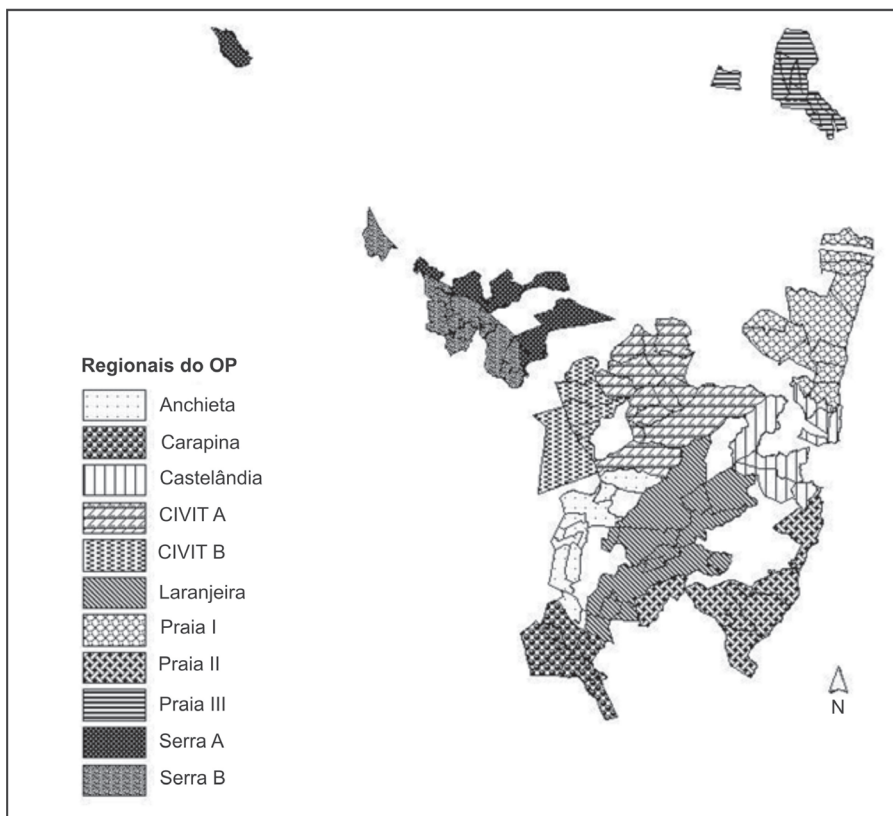 Regionais do OP
Anchieta
Carapina
Castelândia
CIVIT A
CIVIT B
Laranjeira
Praia I
Praia II
Praia III
Serra A
Serra B
N